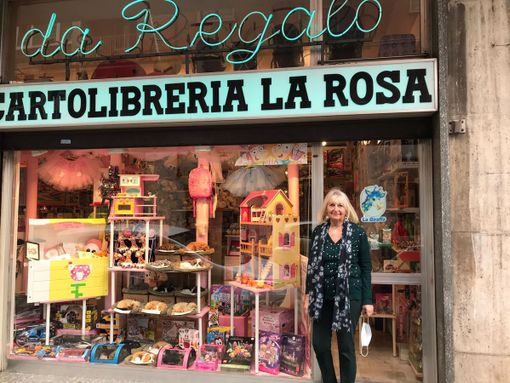 da Regalo
CARTOLIBRERIA LA ROSA
La Giraffa